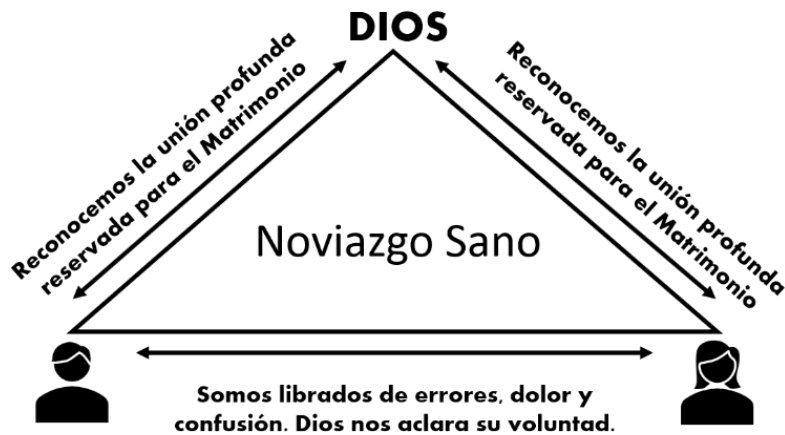 DIOS
Reconocemos la unión profunda
reservada para el Matrimonio
Reconocemos la unión profunda
reservada para el Matrimonio
Noviazgo Sano
Somos librados de errores, dolor y
confusión. Dios nos aclara su voluntad.